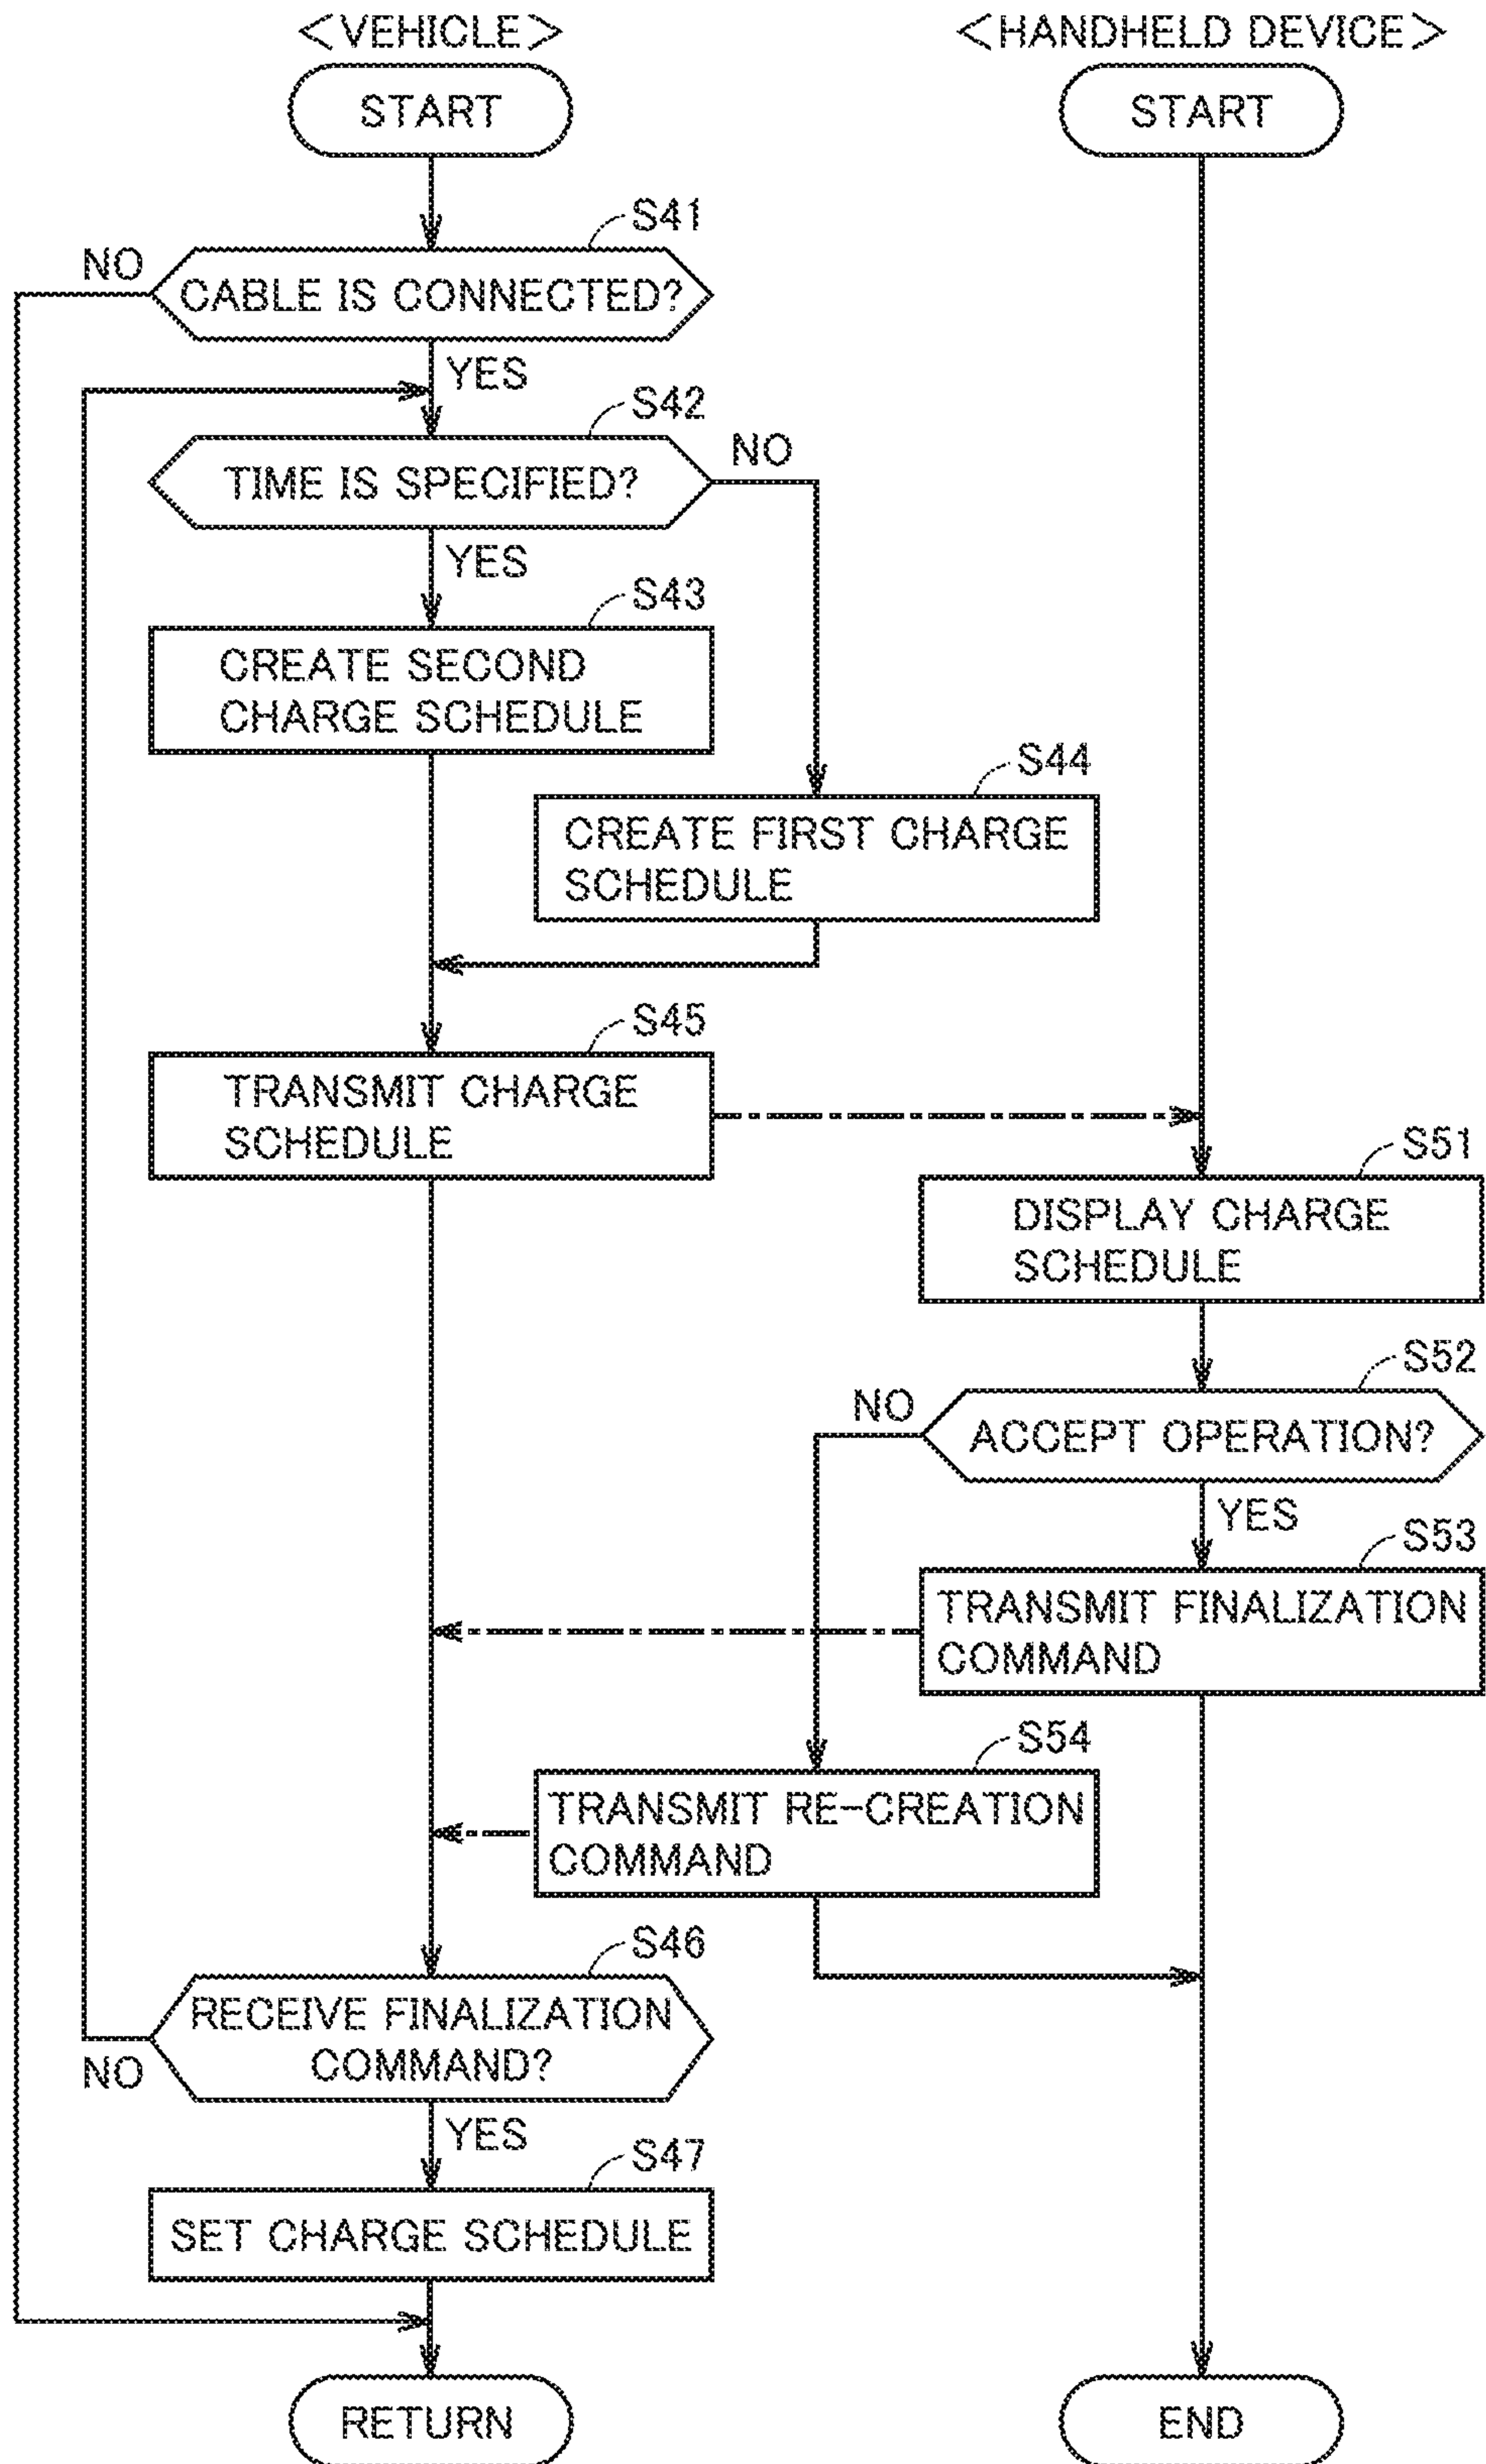 <VEHICLE>
<HANDHELD DEVICE>
START
START
S41
NO
CABLE IS CONNECTED?
YES
S42
NO
TIME IS SPECIFIED?
YES
S43
CREATE SECOND
CHARGE SCHEDULE
S44
CREATE FIRST CHARGE
SCHEDULE
S45
TRANSMIT CHARGE
SCHEDULE
S51
DISPLAY CHARGE
SCHEDULE
S52
NO
ACCEPT OPERATION?
YES
S53
TRANSMIT FINALIZATION
COMMAND
S54
TRANSMIT RE-CREATION
COMMAND
S46
RECEIVE FINALIZATION
COMMAND?
NO
YES
S47
SET CHARGE SCHEDULE
RETURN
END